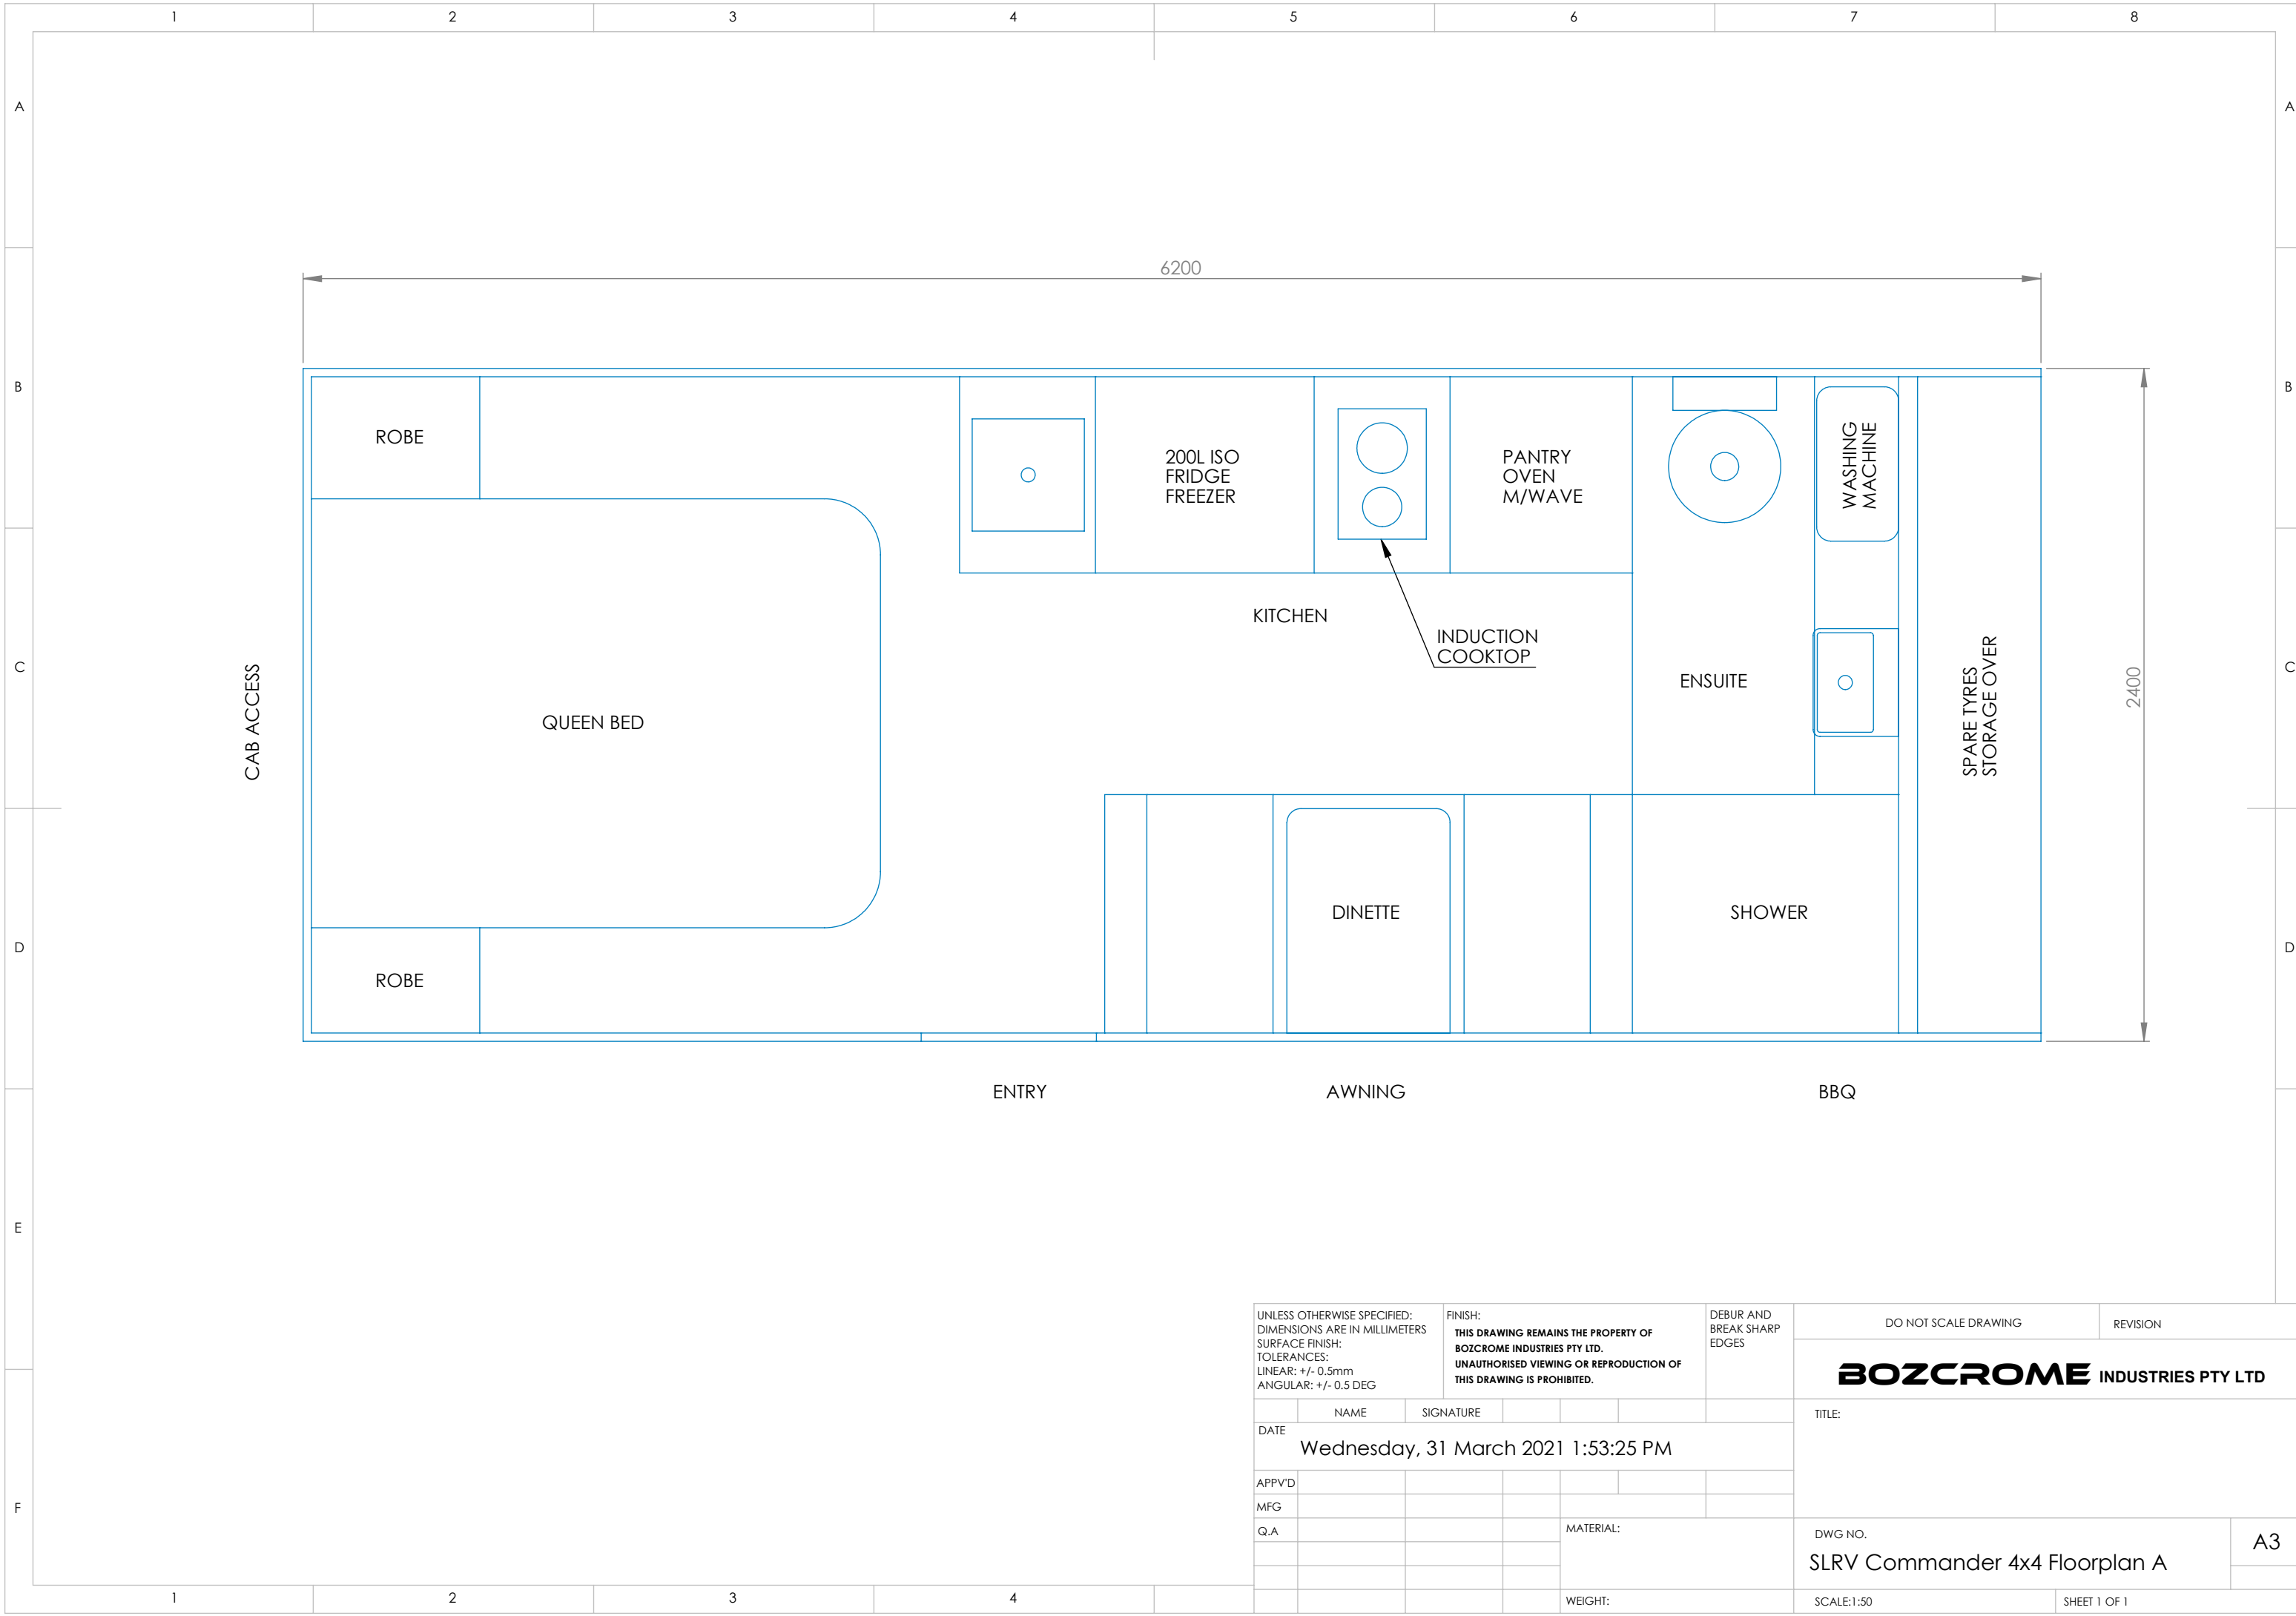 1 2 3 4 5 6 7 8
A A
6200
B B
ROBE
200L ISO
FRIDGE
FREEZER
PANTRY
OVEN
M/WAVE
WASHING
MACHINE
KITCHEN
INDUCTION
COOKTOP
C C
CAB ACCESS
QUEEN BED
ENSUITE
SPARE TYRES
STORAGE OVER
2400
DINETTE
SHOWER
D D
ROBE
ENTRY
AWNING
BBQ
E
F
UNLESS OTHERWISE SPECIFIED:
DIMENSIONS ARE IN MILLIMETERS
SURFACE FINISH:
TOLERANCES:
LINEAR: +/- 0.5mm
ANGULAR: +/- 0.5 DEG
FINISH:
THIS DRAWING REMAINS THE PROPERTY OF
BOZCROME INDUSTRIES PTY LTD.
UNAUTHORISED VIEWING OR REPRODUCTION OF
THIS DRAWING IS PROHIBITED.
DEBUR AND
BREAK SHARP
EDGES
DO NOT SCALE DRAWING
REVISION
BOZCROME INDUSTRIES PTY LTD
NAME
SIGNATURE
DATE
Wednesday, 31 March 2021 1:53:25 PM
TITLE:
APPV'D
MFG
Q.A
MATERIAL:
DWG NO.
SLRV Commander 4x4 Floorplan A
A3
WEIGHT:
SCALE:1:50
SHEET 1 OF 1
1 2 3 4